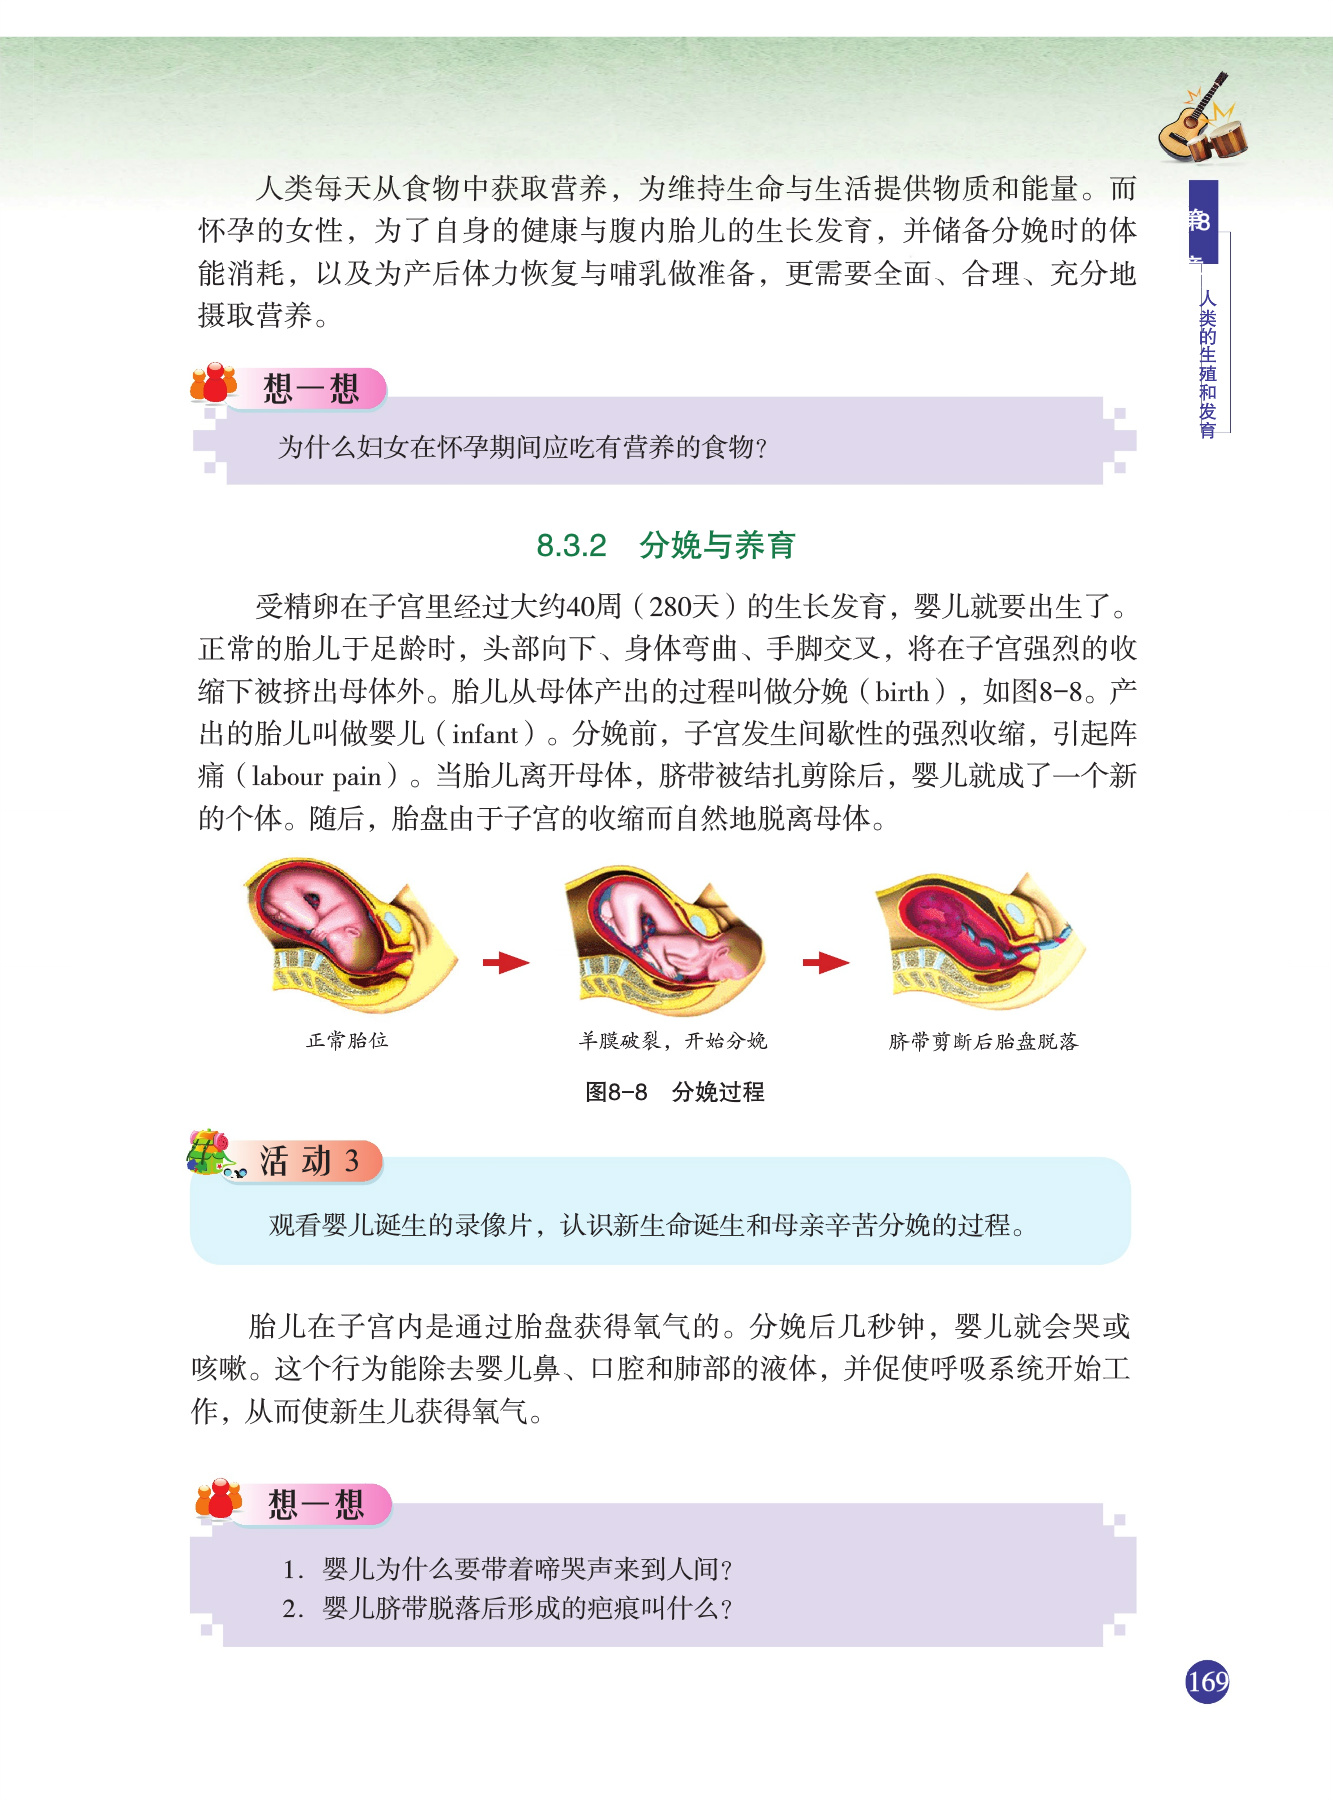 人类每天从食物中获取营养，为维持生命与生活提供物质和能量。而
怀孕的女性，为了自身的健康与腹内胎儿的生长发育，并储备分娩时的体
能消耗，以及为产后体力恢复与哺乳做准备，更需要全面、合理、充分地
摄取营养。
第8章
人类的生殖和发育
想一想
为什么妇女在怀孕期间应吃有营养的食物？
8.3.2 分娩与养育
受精卵在子宫里经过大约40周（280天）的生长发育，婴儿就要出生了。
正常的胎儿于足龄时，头部向下、身体弯曲、手脚交叉，将在子宫强烈的收
缩下被挤出母体外。胎儿从母体产出的过程叫做分娩（birth），如图8-8。产
出的胎儿叫做婴儿（infant）。分娩前，子宫发生间歇性的强烈收缩，引起阵
痛（labour pain）。当胎儿离开母体，脐带被结扎剪除后，婴儿就成了一个新
的个体。随后，胎盘由于子宫的收缩而自然地脱离母体。
正常胎位
羊膜破裂，开始分娩
脐带剪断后胎盘脱落
图8-8 分娩过程
活动3
观看婴儿诞生的录像片，认识新生命诞生和母亲辛苦分娩的过程。
胎儿在子宫内是通过胎盘获得氧气的。分娩后几秒钟，婴儿就会哭或
咳嗽。这个行为能除去婴儿鼻、口腔和肺部的液体，并促使呼吸系统开始工
作，从而使新生儿获得氧气。
想一想
1. 婴儿为什么要带着啼哭声来到人间？
2. 婴儿脐带脱落后形成的疤痕叫什么？
169